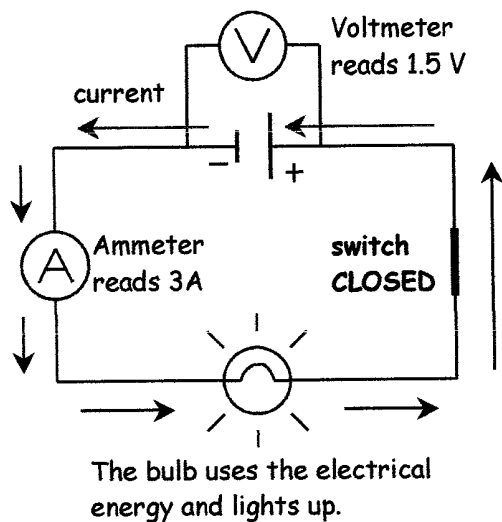 V
Voltmeter
reads 1.5 V
current
- +
A
Ammeter
reads 3A
switch
CLOSED
The bulb uses the electrical
energy and lights up.